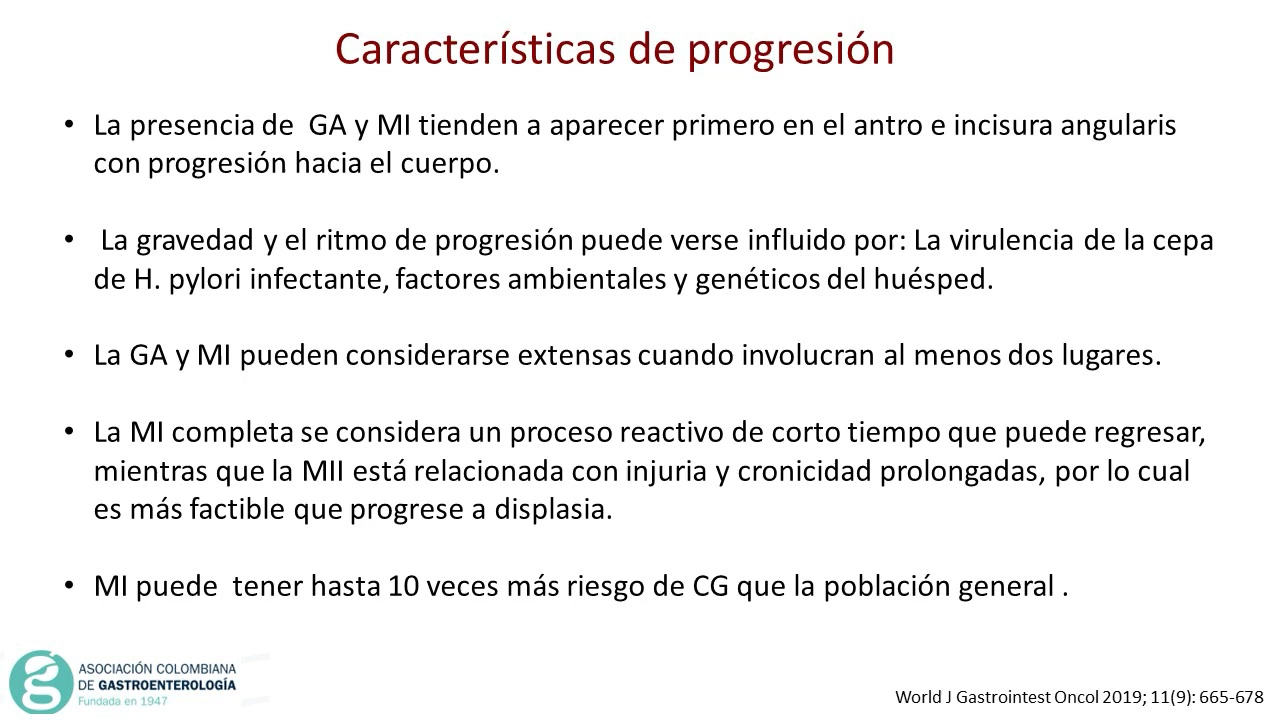 Características de progresión
• La presencia de GA y MI tienden a aparecer primero en el antro e incisura angularis
con progresión hacia el cuerpo.
• La gravedad y el ritmo de progresión puede verse influido por: La virulencia de la cepa
de H. pylori infectante, factores ambientales y genéticos del huésped.
• La GA y MI pueden considerarse extensas cuando involucran al menos dos lugares.
• La MI completa se considera un proceso reactivo de corto tiempo que puede regresar,
mientras que la MII está relacionada con injuria y cronicidad prolongadas, por lo cual
es más factible que progrese a displasia.
• MI puede tener hasta 10 veces más riesgo de CG que la población general .
ASOCIACIÓN COLOMBIANA
DE GASTROENTEROLOGÍA
Fundada en 1947
World J Gastrointest Oncol 2019; 11(9): 665-678